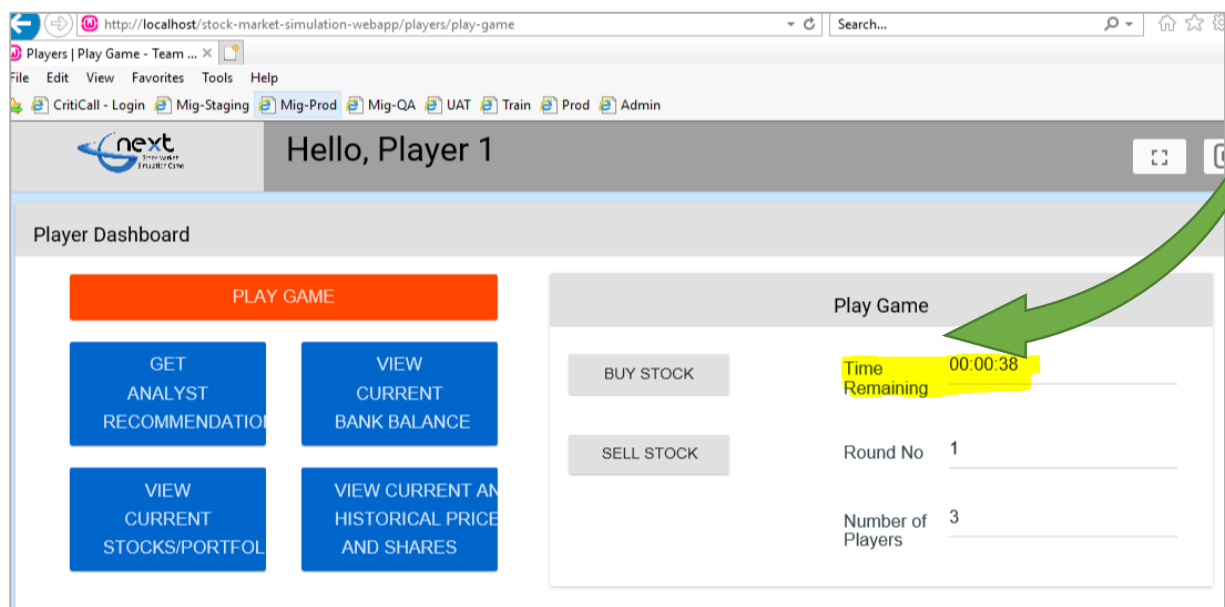 http://localhost/stock-market-simulation-webapp/players/play-game
Search...
Players | Play Game - Team ...
File Edit View Favorites Tools Help
CritiCall - Login Mig-Staging Mig-Prod Mig-QA UAT Train Prod Admin
next
Hello, Player 1
Player Dashboard
PLAY GAME
GET
ANALYST
RECOMMENDATIO
VIEW
CURRENT
BANK BALANCE
VIEW
CURRENT
STOCKS/PORTFOL
VIEW CURRENT AN
HISTORICAL PRICE
AND SHARES
Play Game
BUY STOCK
SELL STOCK
Time
Remaining
00:00:38
Round No 1
Number of
Players
3